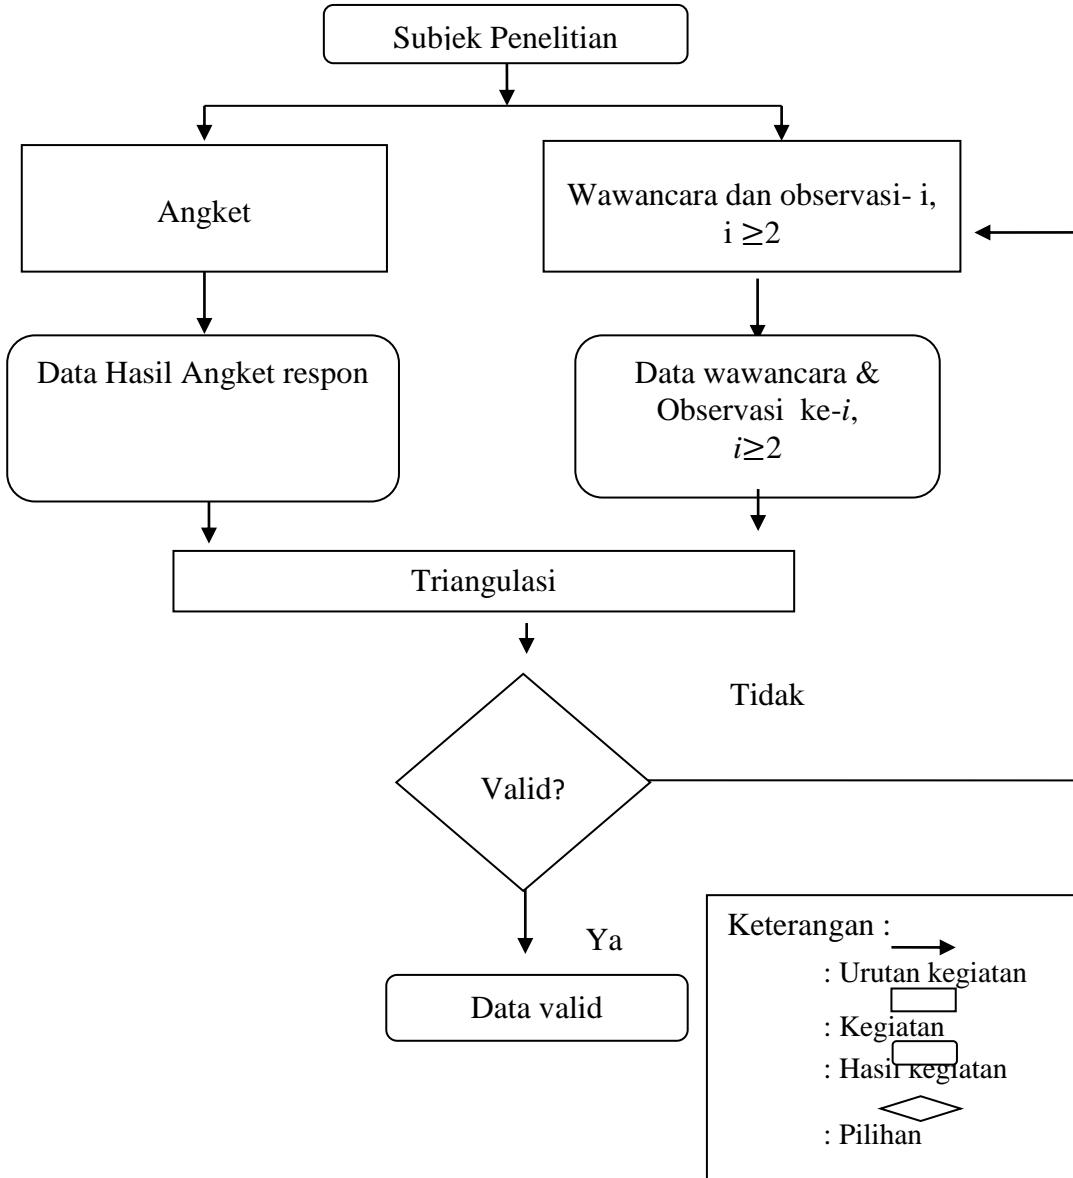 Subjek Penelitian
Angket
Wawancara dan observasi- i,
i ≥2
Data Hasil Angket respon
Data wawancara &
Observasi ke-i,
i≥2
Triangulasi
Tidak
Valid?
Ya
Data valid
Keterangan :
: Urutan kegiatan
: Kegiatan
: Hasil kegiatan
: Pilihan